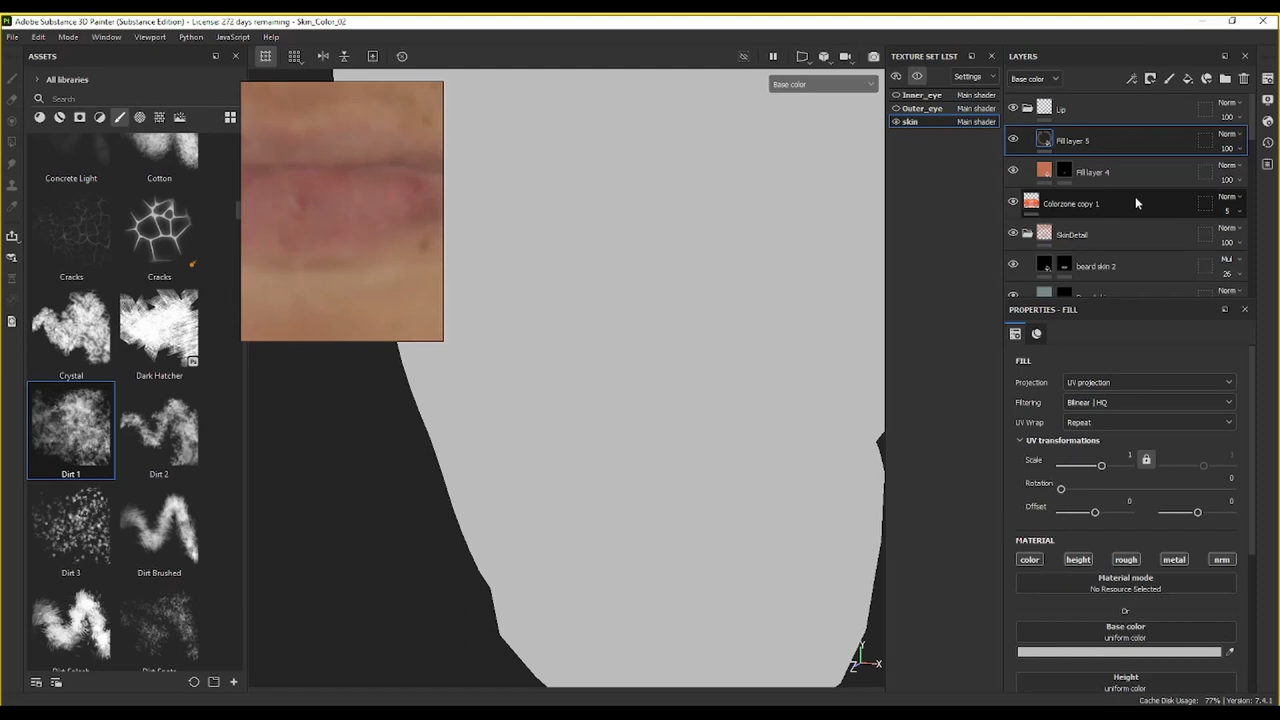 Adobe Substance 3D Painter (Substance Edition) - License: 272 days remaining - Skin_Color_02
File Edit Mode Window Viewport Python JavaScript Help
ASSETS
All libraries
Search
Concrete Light Cotton
Cracks Cracks
Crystal Dark Hatcher
Dirt 1 Dirt 2
Dirt 3 Dirt Brushed
Base color
TEXTURE SET LIST
Settings
Inner_eye Main shader
Outer_eye Main shader
skin Main shader
LAYERS
Base color
Lip Norm 100
Fill layer 5 Norm 100
Fill layer 4 Norm 100
Colorzone copy 1 Norm 5
SkinDetail Norm 100
beard skin 2 Mul 26
Norm
PROPERTIES - FILL
FILL
Projection UV projection
Filtering Bilinear | HQ
UV Wrap Repeat
UV transformations
Scale 1 1
Rotation 0
Offset 0 0
MATERIAL
color height rough metal nrm
Material mode
No Resource Selected
Or
Base color
uniform color
Height
uniform color
Z Y X
Cache Disk Usage: 77% | Version: 7.4.1